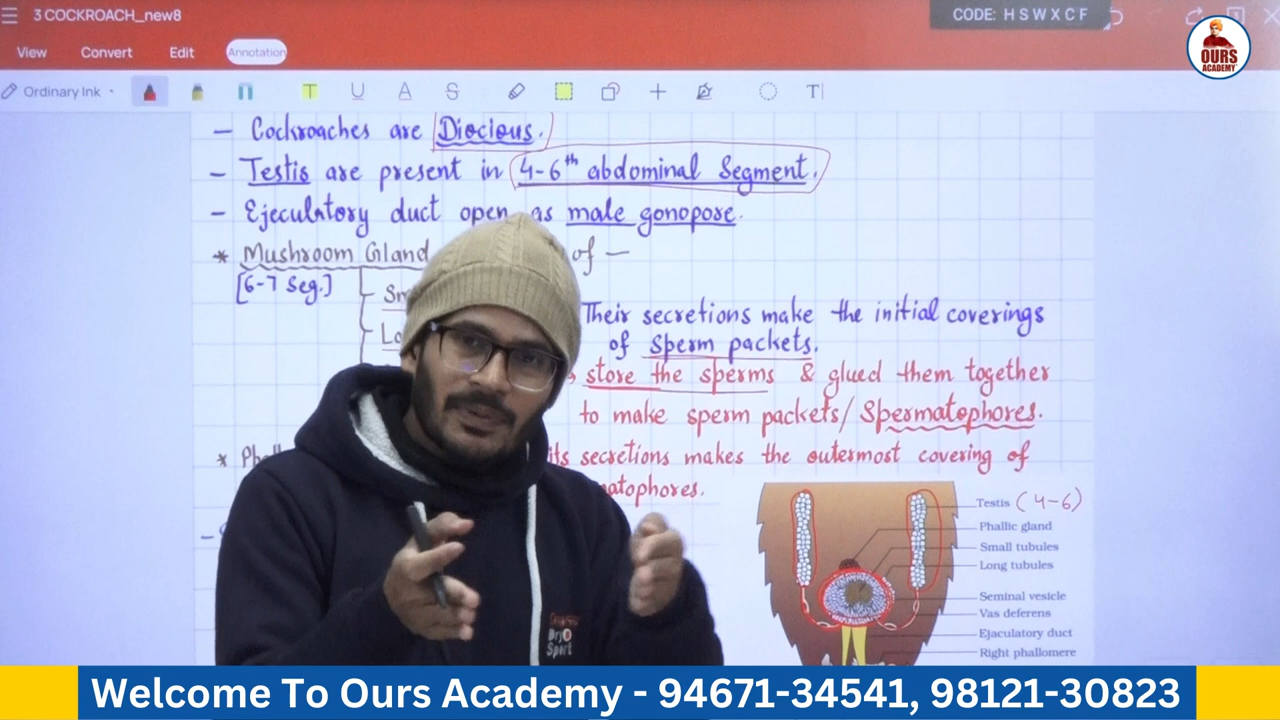 3 COCKROACH_new8
CODE: H S W X C F
View Convert Edit Annotation
OURS
ACADEMY
Ordinary Ink
– Cockroaches are Diocious.
– Testis are present in 4-6th abdominal Segment.
– Ejeculatory duct open as male gonopore.
* Mushroom Gland of –
[6-7 Seg.]
Their secretions make the initial coverings
of sperm packets.
store the sperms & glued them together
to make sperm packets/ Spermatophores.
its secretions makes the outermost covering of
Testis (4-6)
Phallic gland
Small tubules
Long tubules
Seminal vesicle
Vas deferens
Ejaculatory duct
Right phallomere
Sport
Welcome To Ours Academy - 94671-34541, 98121-30823